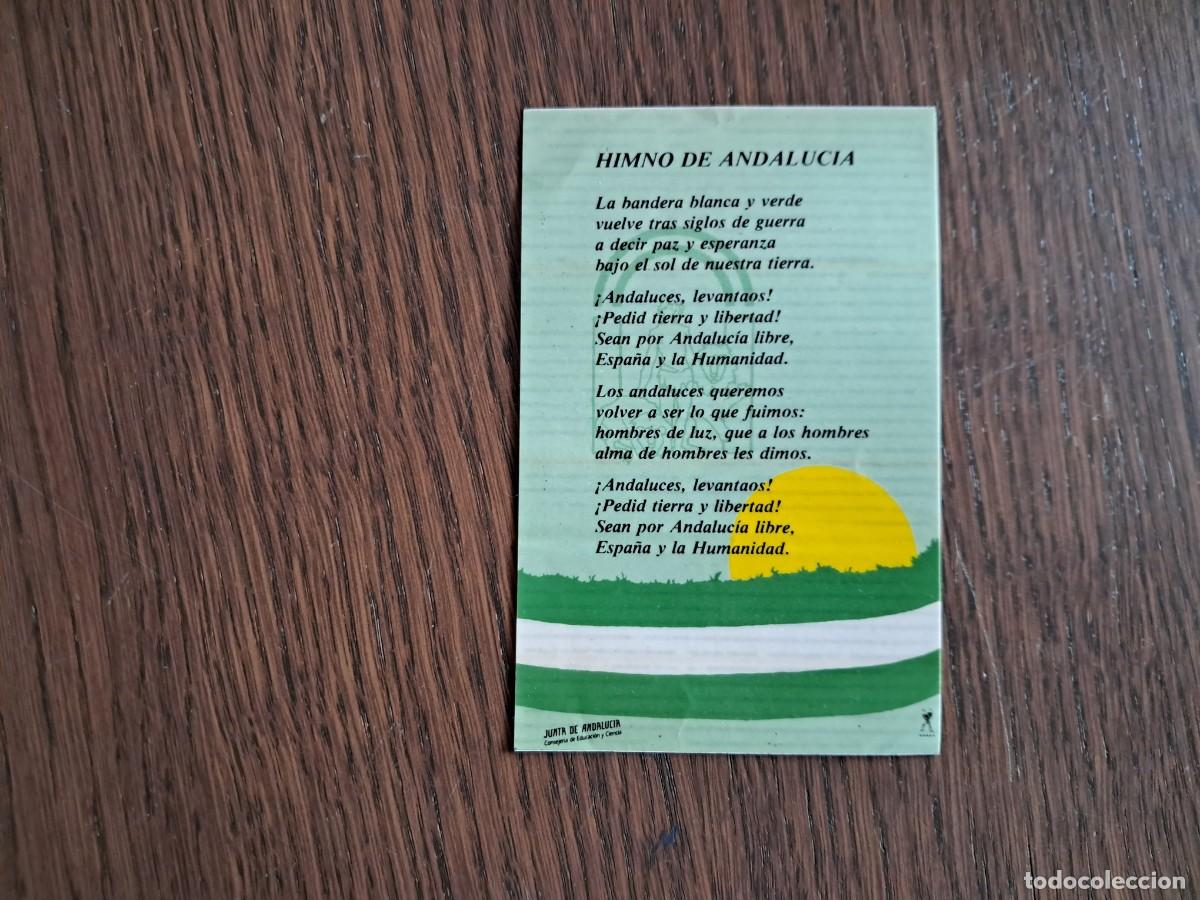 HIMNO DE ANDALUCIA
La bandera blanca y verde
vuelve tras siglos de guerra
a decir paz y esperanza
bajo el sol de nuestra tierra.
¡Andaluces, levantaos!
¡Pedid tierra y libertad!
Sean por Andalucía libre,
España y la Humanidad.
Los andaluces queremos
volver a ser lo que fuimos:
hombres de luz, que a los hombres
alma de hombres les dimos.
¡Andaluces, levantaos!
¡Pedid tierra y libertad!
Sean por Andalucía libre,
España y la Humanidad.
JUNTA DE ANDALUCIA
Consejería de Educación y Ciencia
todocoleccion